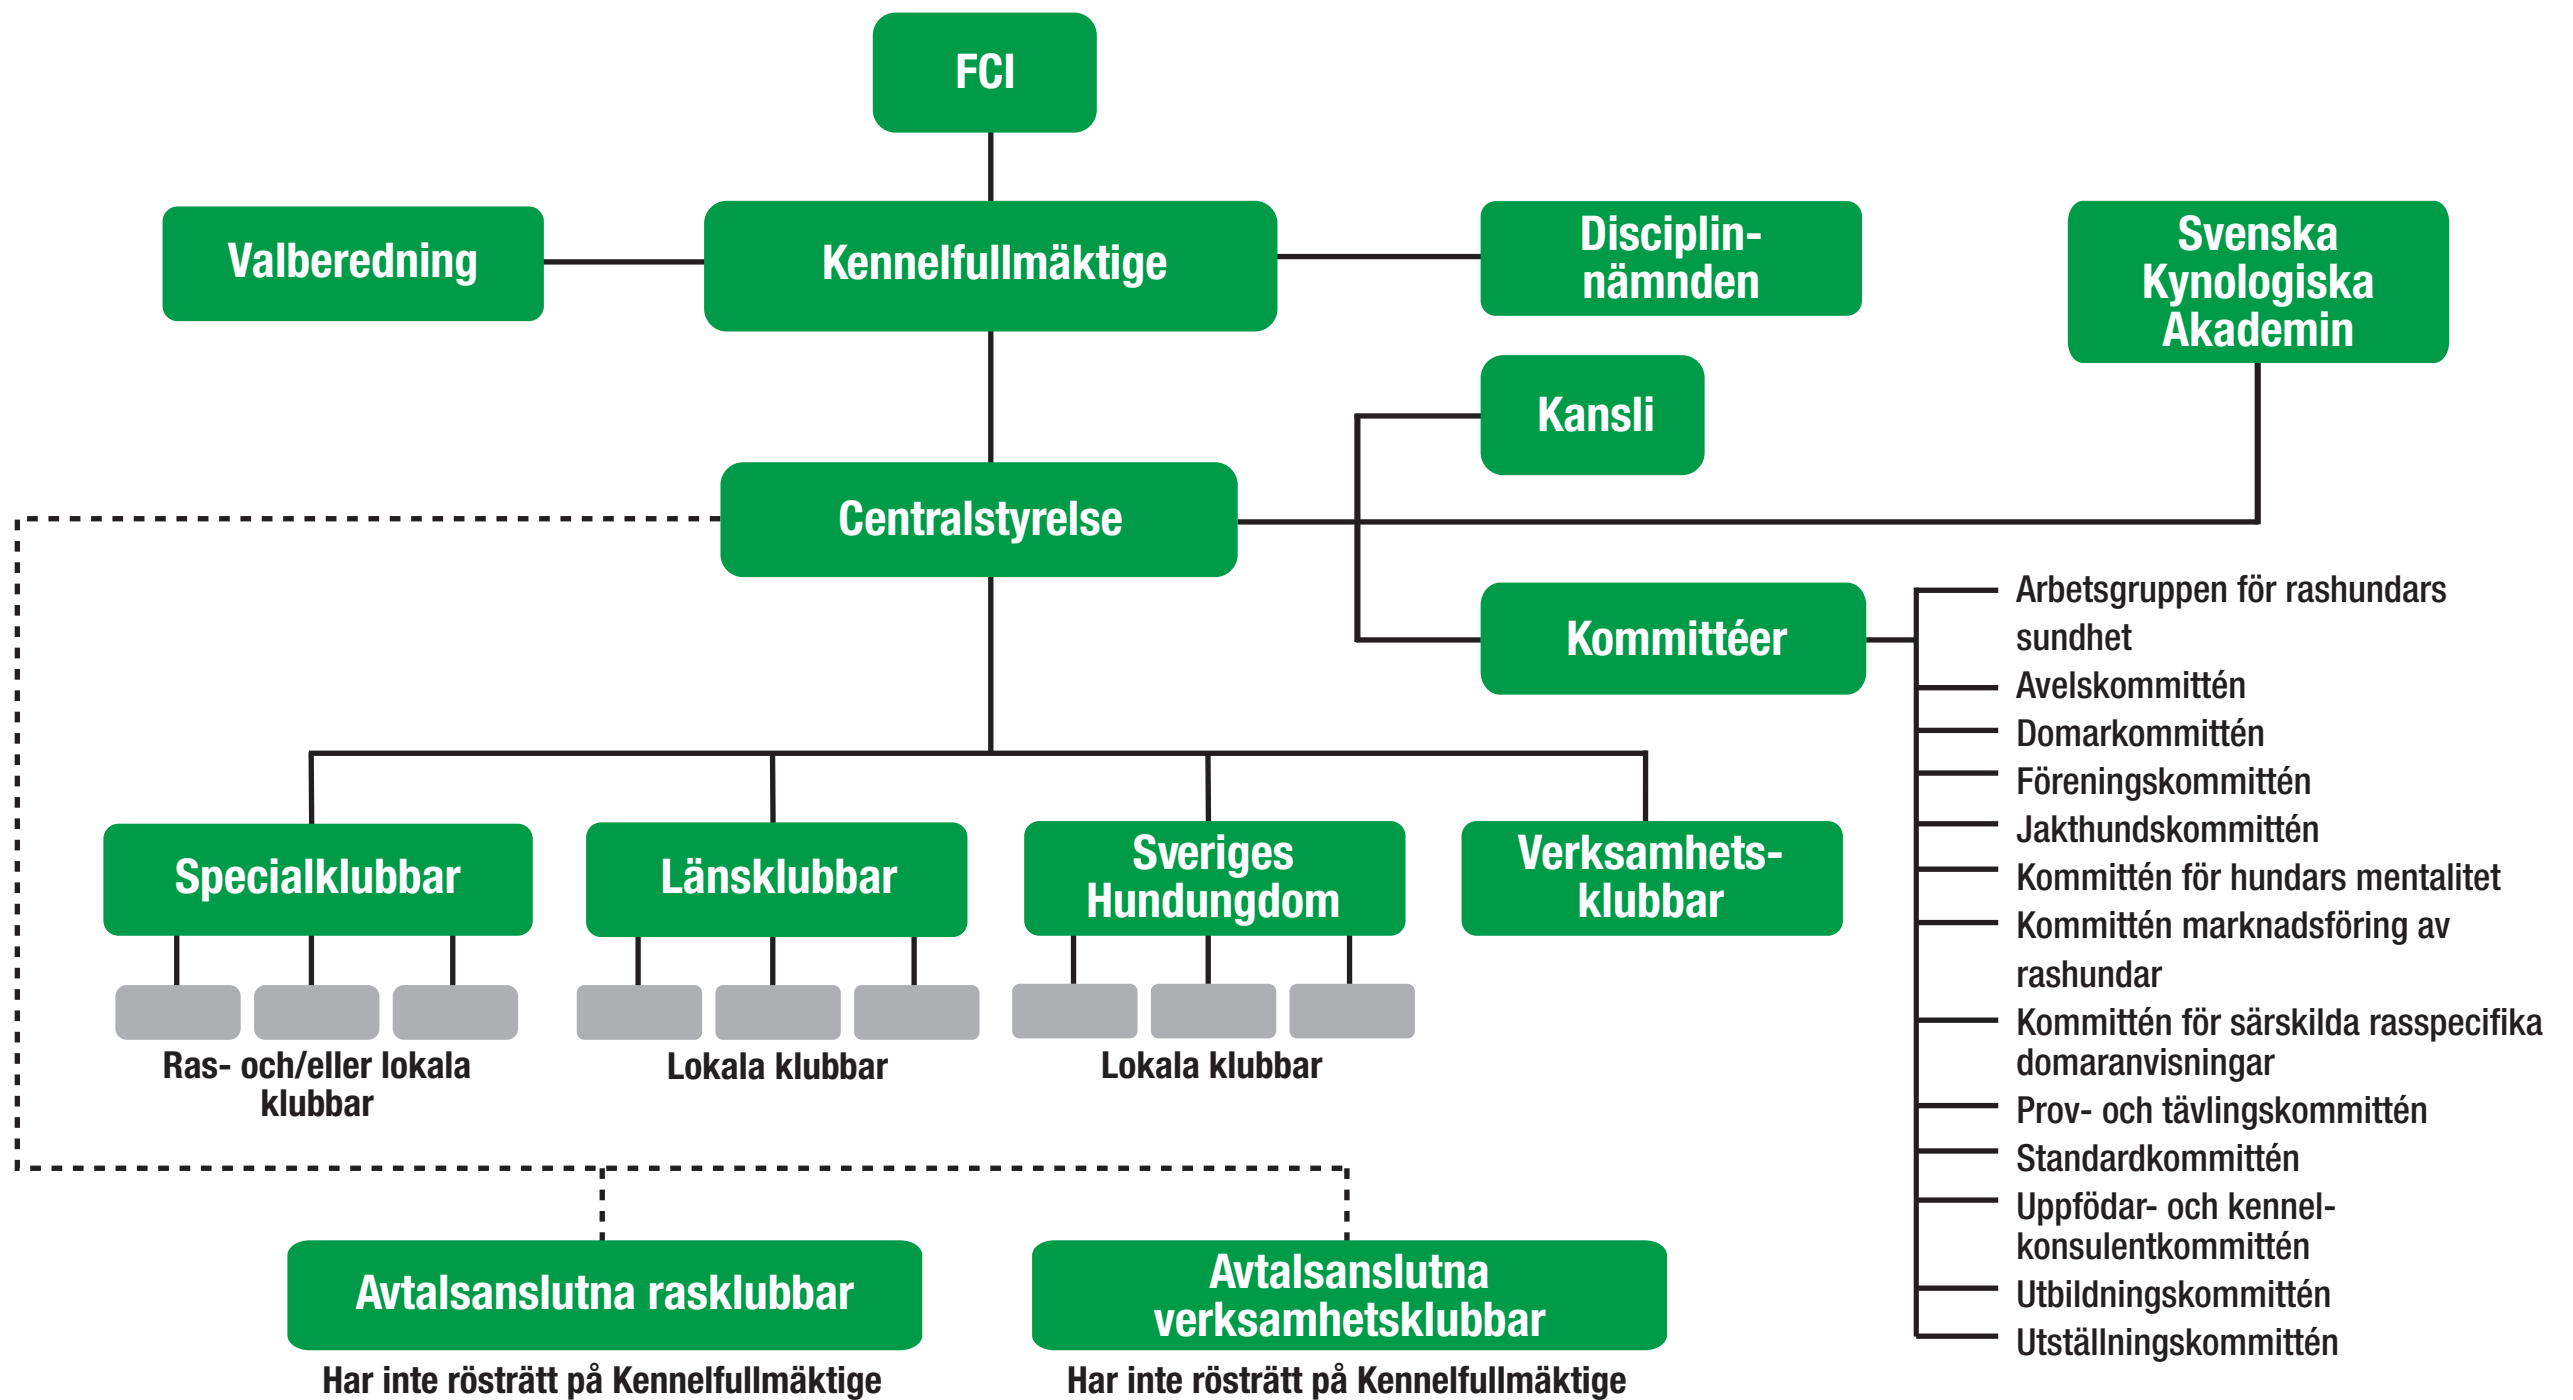 FCI
Valberedning
Kennelfullmäktige
Disciplin-
nämnden
Svenska
Kynologiska
Akademin
Kansli
Centralstyrelse
Kommittéer
Arbetsgruppen för rashundars
sundhet
Avelskommittén
Domarkommittén
Föreningskommittén
Jakthundskommittén
Kommittén för hundars mentalitet
Kommittén marknadsföring av
rashundar
Kommittén för särskilda rasspecifika
domaranvisningar
Prov- och tävlingskommittén
Standardkommittén
Uppfödar- och kennel-
konsulentkommittén
Utbildningskommittén
Utställningskommittén
Specialklubbar
Länsklubbar
Sveriges
Hundungdom
Verksamhets-
klubbar
Ras- och/eller lokala
klubbar
Lokala klubbar
Lokala klubbar
Avtalsanslutna rasklubbar
Har inte rösträtt på Kennelfullmäktige
Avtalsanslutna
verksamhetsklubbar
Har inte rösträtt på Kennelfullmäktige